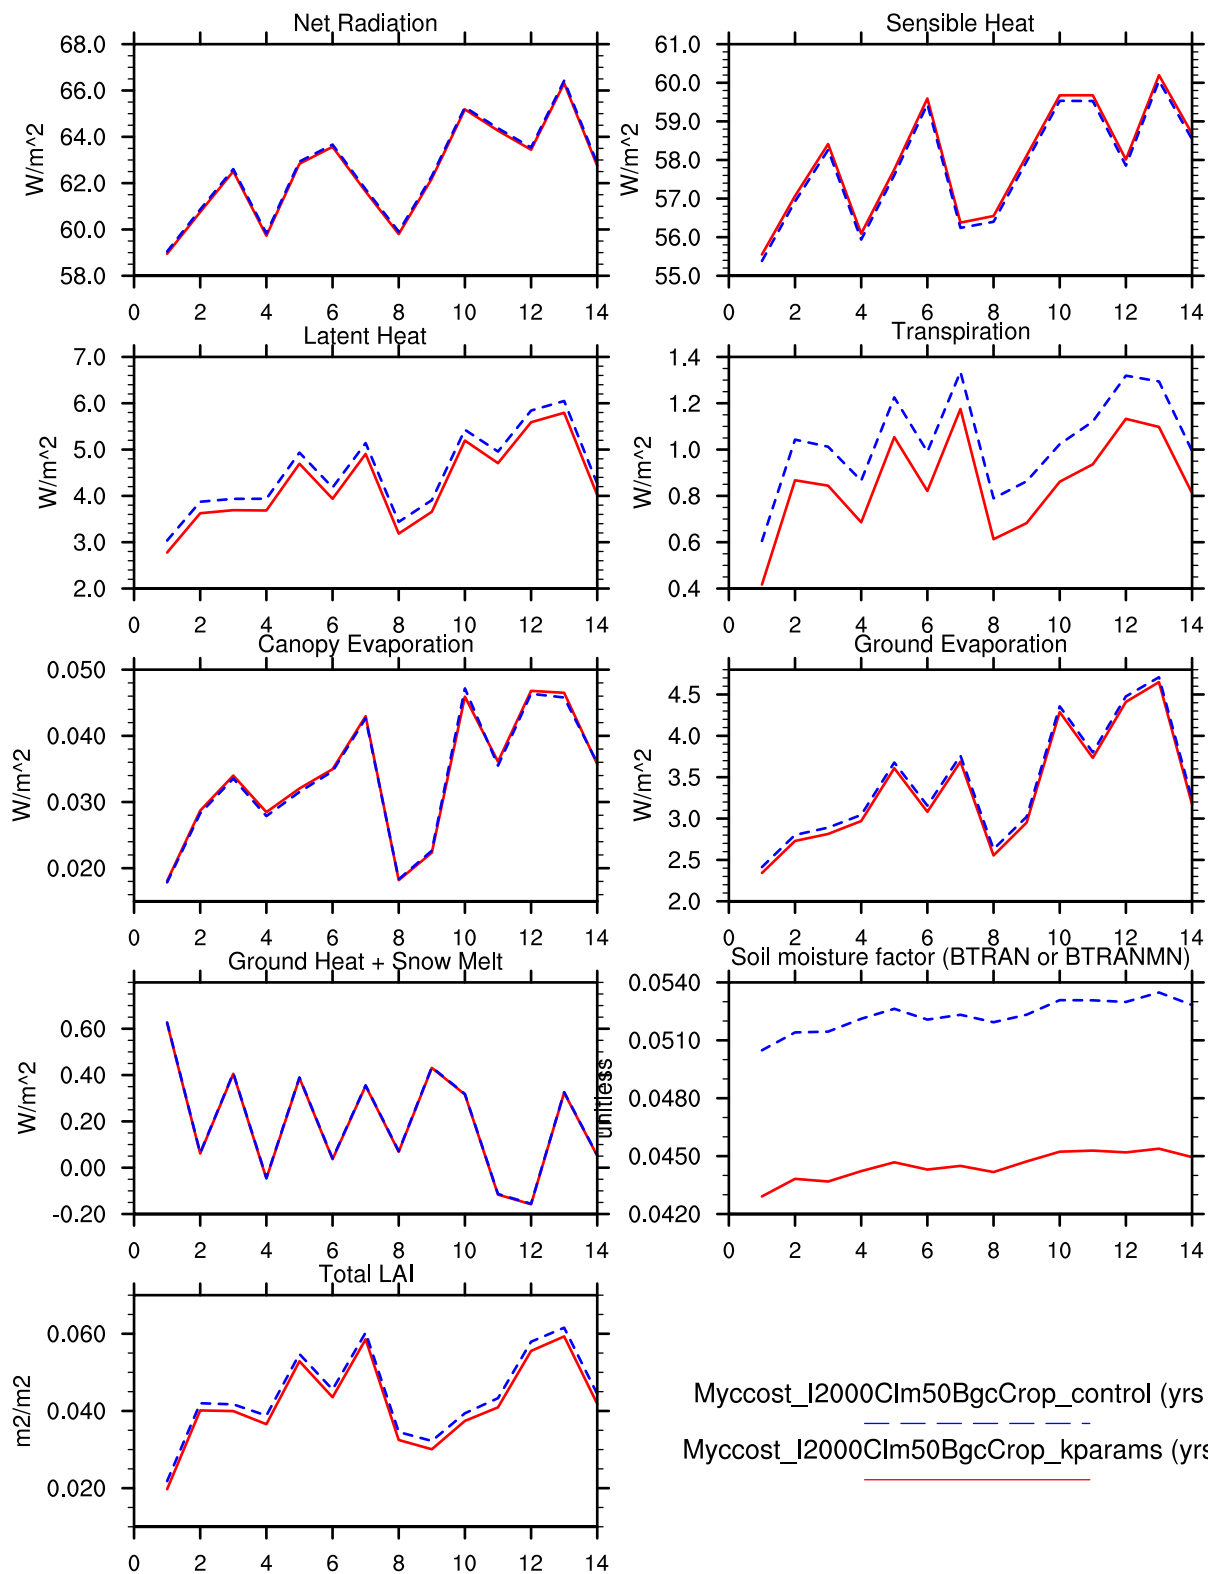 Net Radiation
Sensible Heat
68.0
66.0
64.0
62.0
60.0
58.0
W/m^2
0 2 4 6 8 10 12 14
61.0
60.0
59.0
58.0
57.0
56.0
55.0
W/m^2
0 2 4 6 8 10 12 14
Latent Heat
Transpiration
7.0
6.0
5.0
4.0
3.0
2.0
W/m^2
0 2 4 6 8 10 12 14
1.4
1.2
1.0
0.8
0.6
0.4
W/m^2
0 2 4 6 8 10 12 14
Canopy Evaporation
Ground Evaporation
0.050
0.040
0.030
0.020
W/m^2
0 2 4 6 8 10 12 14
4.5
4.0
3.5
3.0
2.5
2.0
W/m^2
0 2 4 6 8 10 12 14
Ground Heat + Snow Melt
Soil moisture factor (BTRAN or BTRANMN)
0.60
0.40
0.20
0.00
-0.20
W/m^2
0 2 4 6 8 10 12 14
0.0540
0.0510
0.0480
0.0450
0.0420
unitless
0 2 4 6 8 10 12 14
Total LAI
0.060
0.040
0.020
m2/m2
0 2 4 6 8 10 12 14
Myccost_I2000Clm50BgcCrop_control (yrs
Myccost_I2000Clm50BgcCrop_kparams (yrs